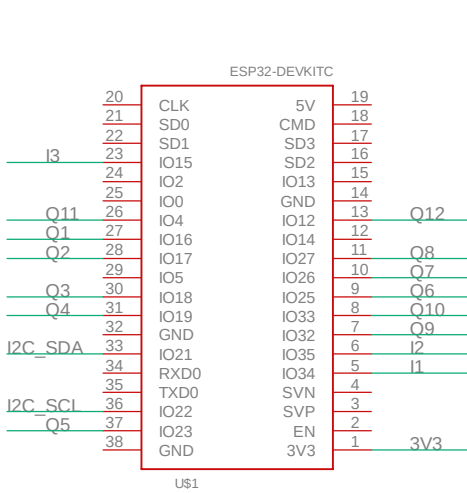 ESP32-DEVKITC
20 CLK 5V 19
21 SD0 CMD 18
22 SD1 SD3 17
I3 23 IO15 SD2 16
24 IO2 IO13 15
25 IO0 GND 14
Q11 26 IO4 IO12 13 Q12
Q1 27 IO16 IO14 12
Q2 28 IO17 IO27 11 Q8
29 IO5 IO26 10 Q7
Q3 30 IO18 IO25 9 Q6
Q4 31 IO19 IO33 8 Q10
32 GND IO32 7 Q9
I2C_SDA 33 IO21 IO35 6 I2
34 RXD0 IO34 5 I1
35 TXD0 SVN 4
I2C_SCL 36 IO22 SVP 3
Q5 37 IO23 EN 2
38 GND 3V3 1 3V3
U$1